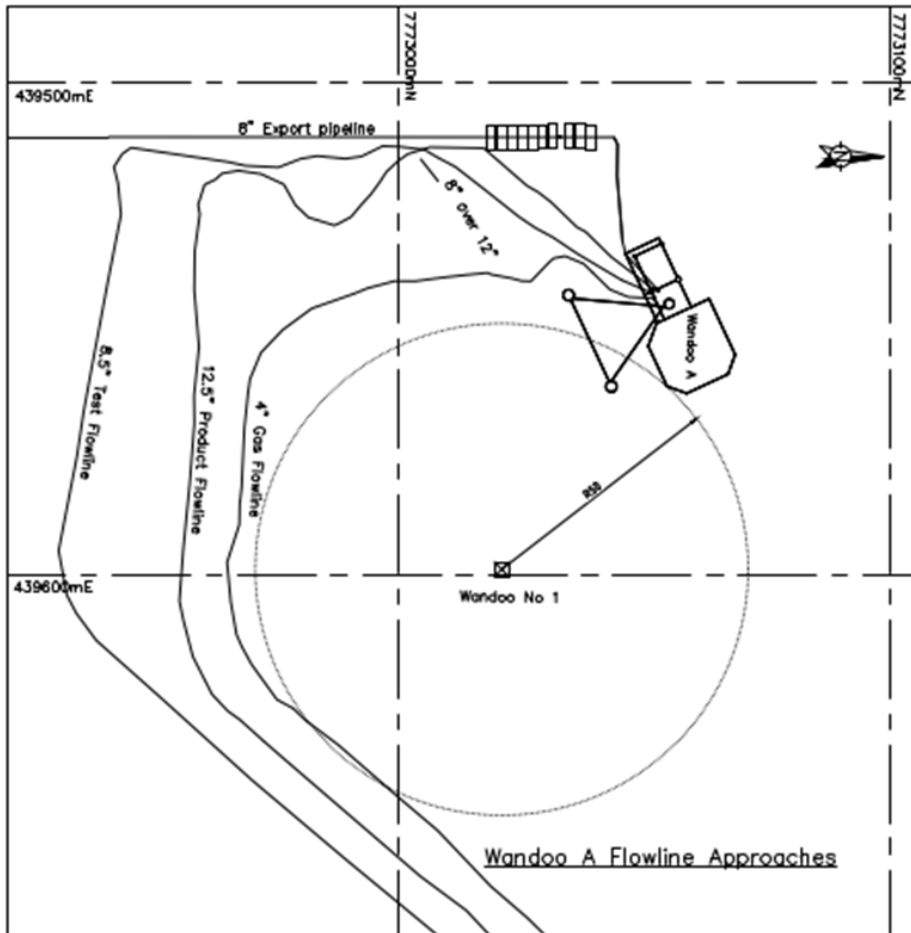 7773000mN
7773100mN
439500mE
8" Export pipeline
N
8" over 12"
Wandoo A
8.5" Test Flowline
12.5" Product Flowline
4" Gas Flowline
R50
439600mE
Wandoo No 1
Wandoo A Flowline Approaches